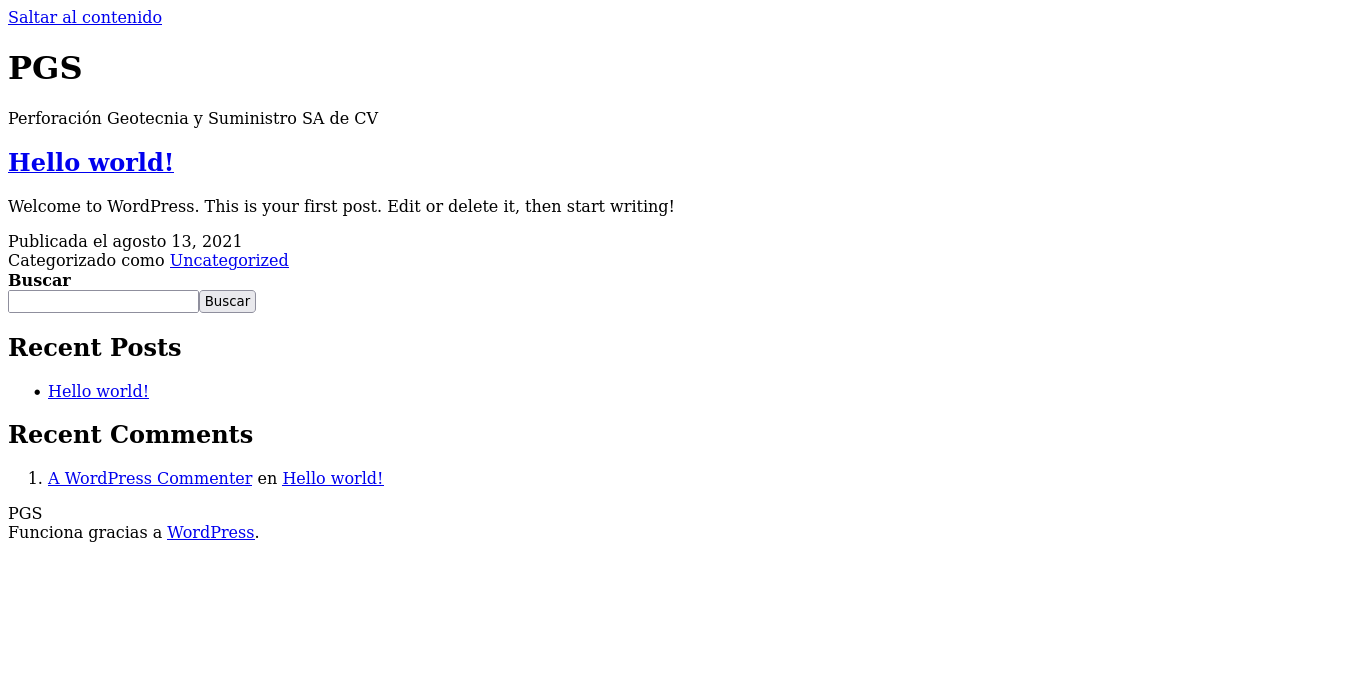 Saltar al contenido
PGS
Perforación Geotecnia y Suministro SA de CV
Hello world!
Welcome to WordPress. This is your first post. Edit or delete it, then start writing!
Publicada el agosto 13, 2021
Categorizado como Uncategorized
Buscar
Buscar
Recent Posts
• Hello world!
Recent Comments
1. A WordPress Commenter en Hello world!
PGS
Funciona gracias a WordPress.